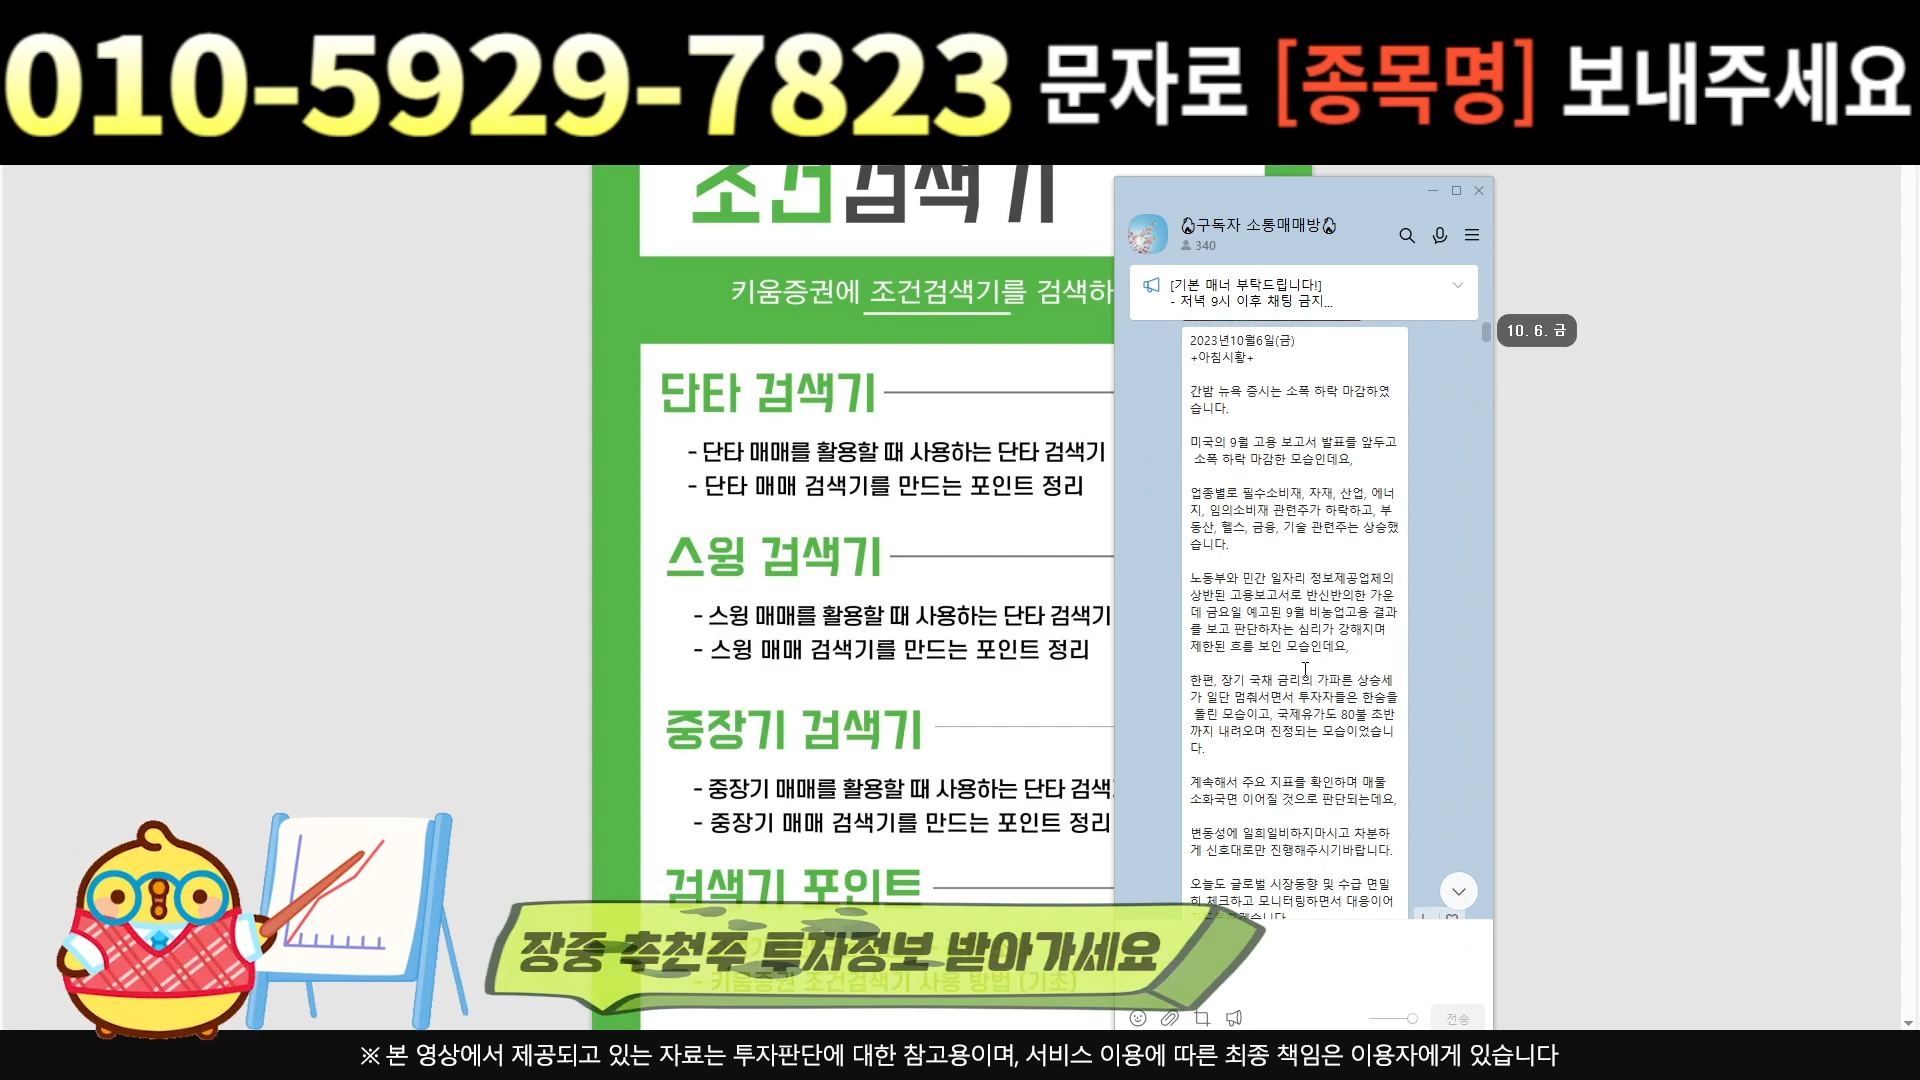 010-5929-7823 문자로 [종목명] 보내주세요
조건검색기
키움증권에 조건검색기를 검색하
단타 검색기
- 단타 매매를 활용할 때 사용하는 단타 검색기
- 단타 매매 검색기를 만드는 포인트 정리
스윙 검색기
- 스윙 매매를 활용할 때 사용하는 단타 검색기
- 스윙 매매 검색기를 만드는 포인트 정리
중장기 검색기
- 중장기 매매를 활용할 때 사용하는 단타 검색
- 중장기 매매 검색기를 만드는 포인트 정리
검색기 포인트
- 키움증권 조건검색기 사용 방법 (기초)
장중 추천주 투자정보 받아가세요
구독자 소통매매방
340
[기본 매너 부탁드립니다!]
- 저녁 9시 이후 채팅 금지...
10. 6. 금
2023년10월6일(금)
+아침시황+
간밤 뉴욕 증시는 소폭 하락 마감하였
습니다.
미국의 9월 고용 보고서 발표를 앞두고
소폭 하락 마감한 모습인데요,
업종별로 필수소비재, 자재, 산업, 에너
지, 임의소비재 관련주가 하락하고, 부
동산, 헬스, 금융, 기술 관련주는 상승했
습니다.
노동부와 민간 일자리 정보제공업체의
상반된 고용보고서로 반신반의한 가운
데 금요일 예고된 9월 비농업고용 결과
를 보고 판단하자는 심리가 강해지며
제한된 흐름 보인 모습인데요,
한편, 장기 국채 금리의 가파른 상승세
가 일단 멈춰서면서 투자자들은 한숨을
돌린 모습이고, 국제유가도 80불 초반
까지 내려오며 진정되는 모습이었습니
다.
계속해서 주요 지표를 확인하며 매물
소화국면 이어질 것으로 판단되는데요,
변동성에 일희일비하지마시고 차분하
게 신호대로만 진행해주시기바랍니다.
오늘도 글로벌 시장동향 및 수급 면밀
히 체크하고 모니터링하면서 대응이어
전송
※ 본 영상에서 제공되고 있는 자료는 투자판단에 대한 참고용이며, 서비스 이용에 따른 최종 책임은 이용자에게 있습니다